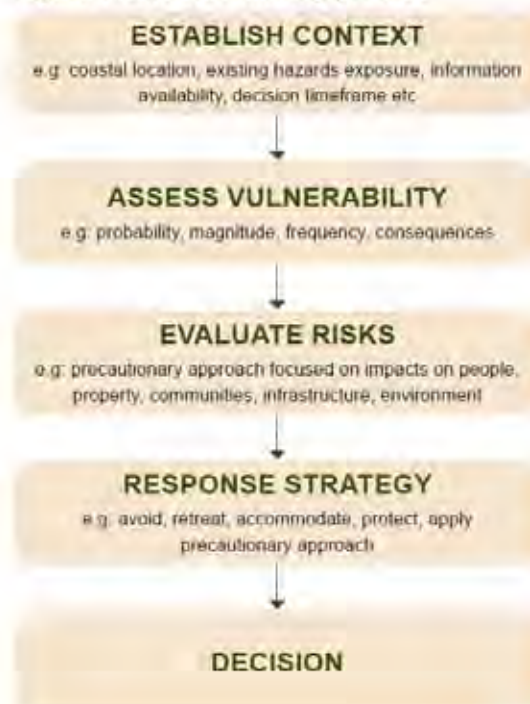 ESTABLISH CONTEXT
e.g: coastal location, existing hazards exposure, information
availability, decision timeframe etc
ASSESS VULNERABILITY
e.g: probability, magnitude, frequency, consequences
EVALUATE RISKS
e.g: precautionary approach focused on impacts on people,
property, communities, infrastructure, environment
RESPONSE STRATEGY
e.g: avoid, retreat, accommodate, protect, apply
precautionary approach
DECISION